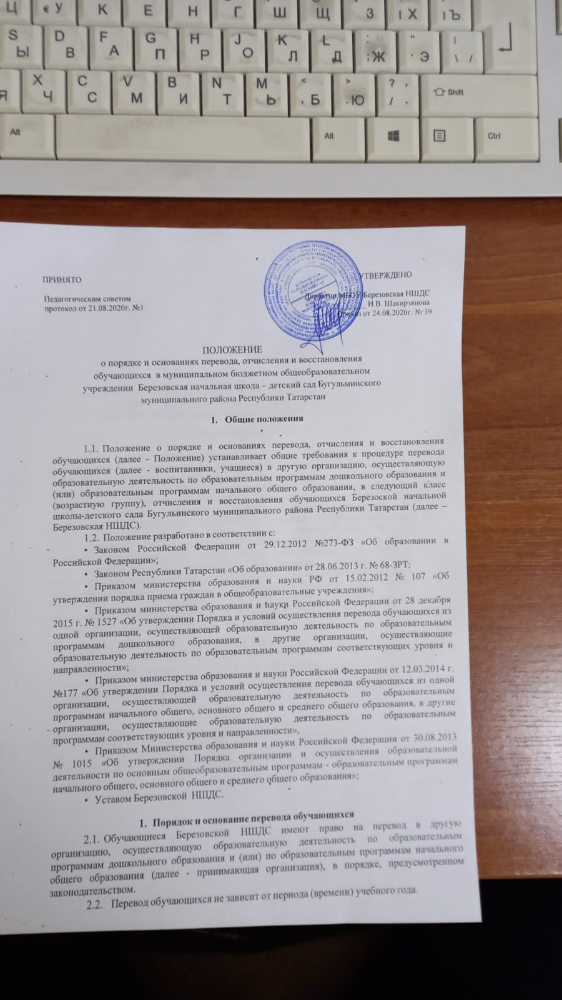 Ц € У К Е Н Г Ш Щ З [ Х ] Ъ
S Ы D В F А G П H Р J О K Л L Д : ; Ж " ' Э | \ /
Я X Ч C С V М B И N Т M Ь < , Б > . Ю ? , / . Shift
Alt Alt Ctrl
ПРИНЯТО УТВЕРЖДЕНО
Педагогическим советом Директор МБОУ Березовская НШДС
протокол от 21.08.2020г. №1 Н.В. Шакирзянова
Приказ от 24.08.2020г. № 39
БЕРЕЗОВСКАЯ
НАЧАЛЬНАЯ ШКОЛА
ДЕТСКИЙ САД
ПОЛОЖЕНИЕ
о порядке и основаниях перевода, отчисления и восстановления
обучающихся в муниципальном бюджетном общеобразовательном
учреждении Березовская начальная школа – детский сад Бугульминского
муниципального района Республики Татарстан
1. Общие положения
1.1. Положение о порядке и основаниях перевода, отчисления и восстановления
обучающихся (далее - Положение) устанавливает общие требования к процедуре перевода
обучающихся (далее - воспитанники, учащиеся) в другую организацию, осуществляющую
образовательную деятельность по образовательным программам дошкольного образования и
(или) образовательным программам начального общего образования, в следующий класс
(возрастную группу), отчисления и восстановления обучающихся Березоской начальной
школы-детского сада Бугульинского муниципального района Республики Татарстан (далее –
Березовская НШДС).
1.2. Положение разработано в соответствии с:
• Законом Российской Федерации от 29.12.2012 №273-ФЗ «Об образовании в
Российской Федерации»;
• Законом Республики Татарстан «Об образовании» от 28.06.2013 г. № 68-ЗРТ;
• Приказом министерства образования и науки РФ от 15.02.2012 № 107 «Об
утверждении порядка приема граждан в общеобразовательные учреждения»;
• Приказом министерства образования и науки Российской Федерации от 28 декабря
2015 г. № 1527 «Об утверждении Порядка и условий осуществления перевода обучающихся из
одной организации, осуществляющей образовательную деятельность по образовательным
программам дошкольного образования, в другие организации, осуществляющие
образовательную деятельность по образовательным программам соответствующих уровня и
направленности»;
• Приказом министерства образования и науки Российской Федерации от 12.03.2014 г.
№177 «Об утверждении Порядка и условий осуществления перевода обучающихся из одной
организации, осуществляющей образовательную деятельность по образовательным
программам начального общего, основного общего и среднего общего образования, в другие
организации, осуществляющие образовательную деятельность по образовательным
программам соответствующих уровня и направленности»,
• Приказом Министерства образования и науки Российской Федерации от 30.08.2013
№ 1015 «Об утверждении Порядка организации и осуществления образовательной
деятельности по основным общеобразовательным программам - образовательным программам
начального общего, основного общего и среднего общего образования»;
• Уставом Березовской НШДС.
1. Порядок и основание перевода обучающихся
2.1. Обучающиеся Березовской НШДС имеют право на перевод в другую
организацию, осуществляющую образовательную деятельность по образовательным
программам дошкольного образования и (или) по образовательным программам начального
общего образования (далее - принимающая организация), в порядке, предусмотренном
законодательством.
2.2. Перевод обучающихся не зависит от периода (времени) учебного года.